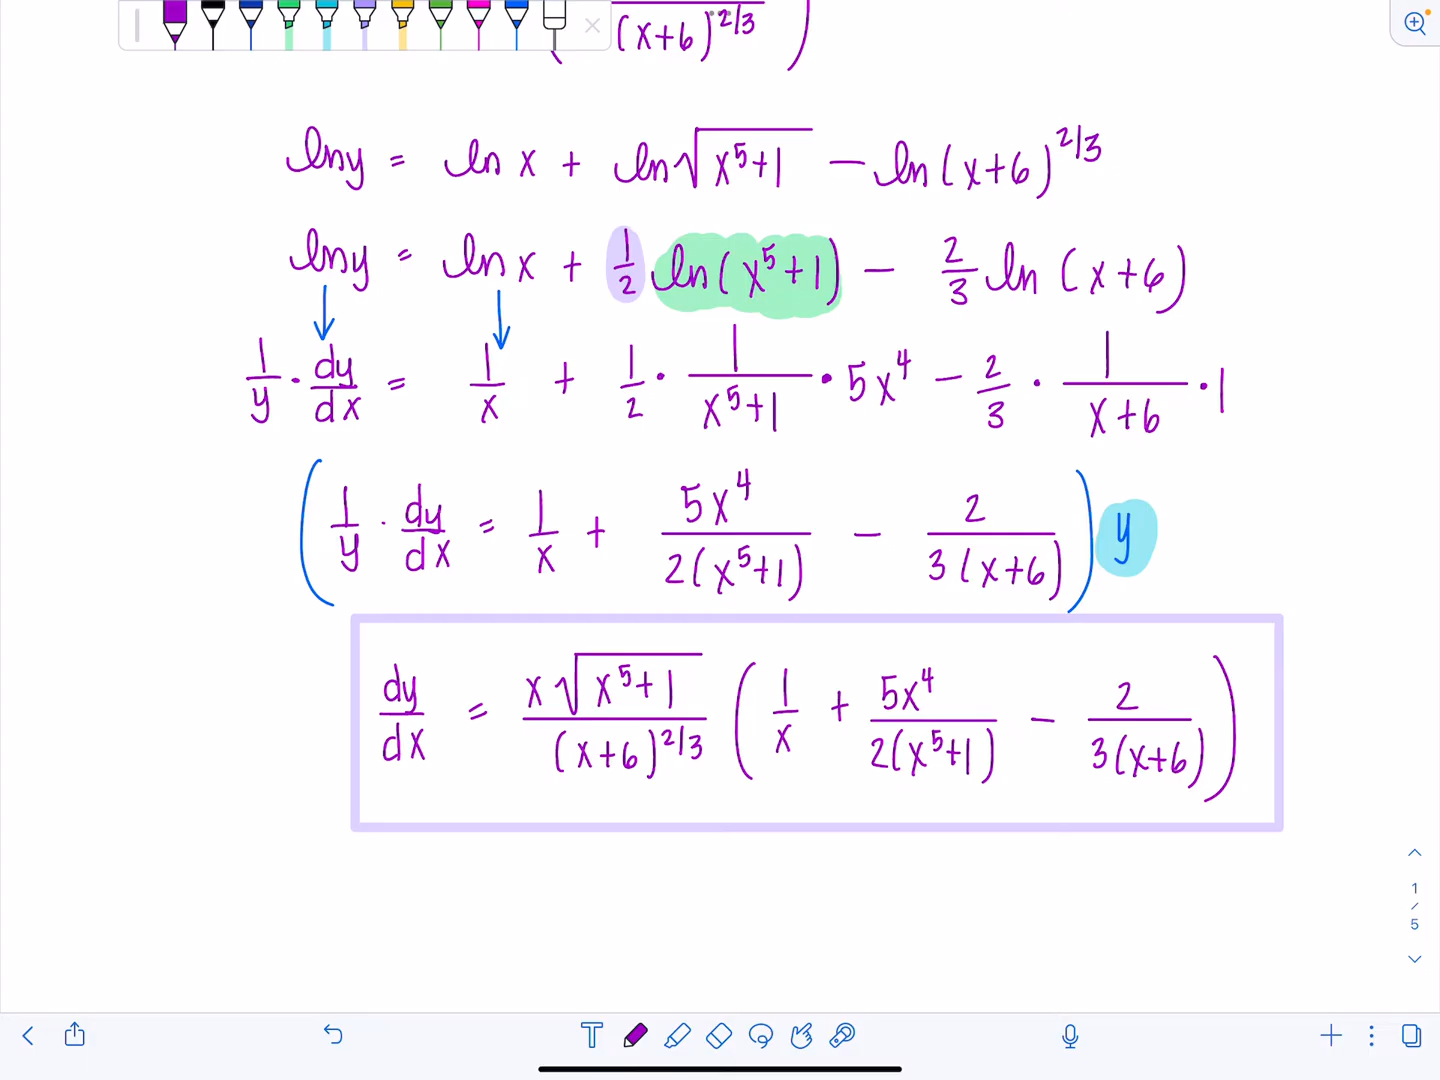 (x+6)^2/3 )
ln y = ln x + ln √(x^5+1) − ln(x+6)^2/3
ln y = ln x + 1/2 ln(x^5+1) − 2/3 ln(x+6)
1/y · dy/dx = 1/x + 1/2 · 1/(x^5+1) · 5x^4 − 2/3 · 1/(x+6) · 1
( 1/y · dy/dx = 1/x + 5x^4/2(x^5+1) − 2/3(x+6) ) y
dy/dx = x√(x^5+1)/(x+6)^2/3 ( 1/x + 5x^4/2(x^5+1) − 2/3(x+6) )
1
/
5
T